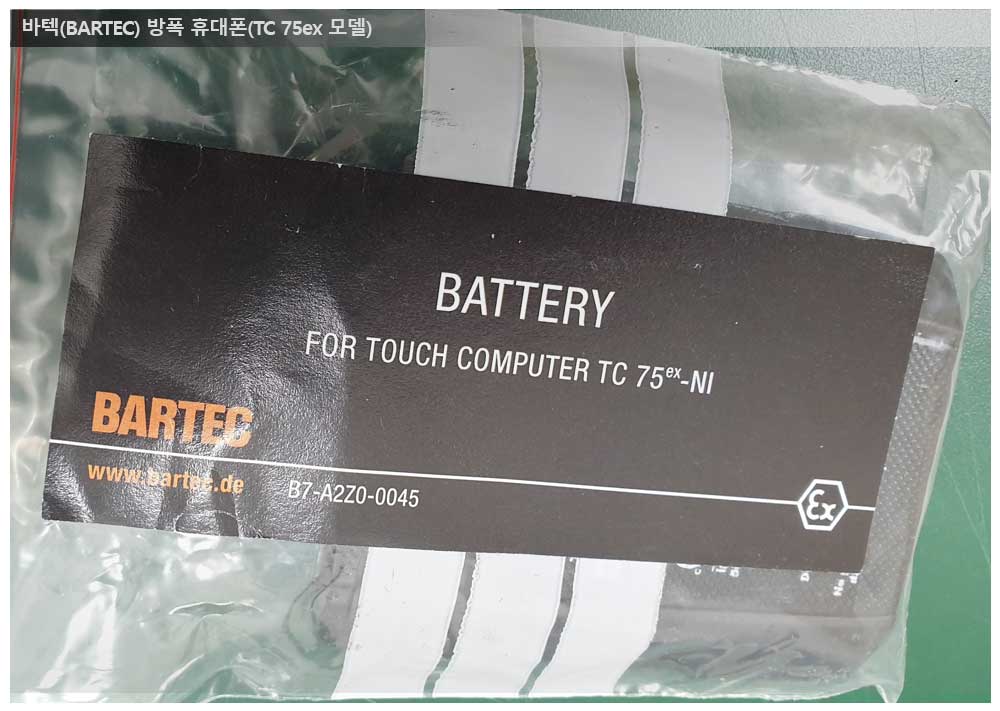 바텍(BARTEC) 방폭 휴대폰(TC 75ex 모델)
BATTERY
FOR TOUCH COMPUTER TC 75ex-NI
BARTEC
www.bartec.de
B7-A2Z0-0045
Ex